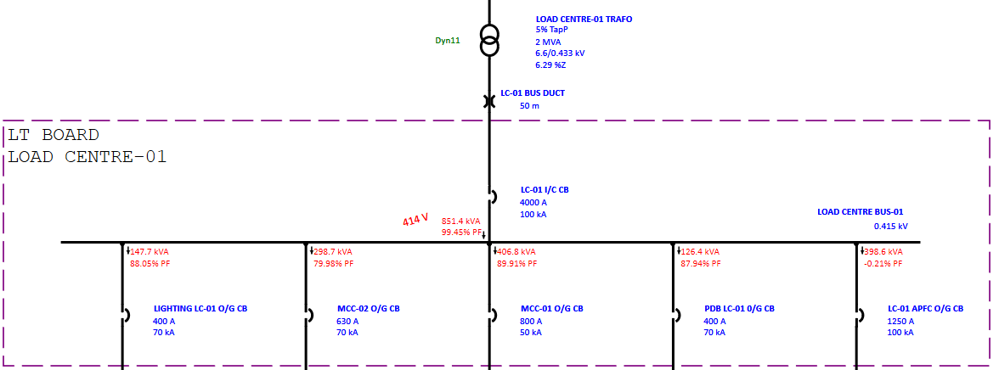 LOAD CENTRE-01 TRAFO
5% TapP
Dyn11
2 MVA
6.6/0.433 kV
6.29 %Z
LC-01 BUS DUCT
50 m
LT BOARD
LOAD CENTRE-01
LC-01 I/C CB
4000 A
100 kA
LOAD CENTRE BUS-01
0.415 kV
414 V
851.4 kVA
99.45% PF
147.7 kVA
88.05% PF
298.7 kVA
79.98% PF
406.8 kVA
89.91% PF
126.4 kVA
87.94% PF
398.6 kVA
-0.21% PF
LIGHTING LC-01 O/G CB
400 A
70 kA
MCC-02 O/G CB
630 A
70 kA
MCC-01 O/G CB
800 A
50 kA
PDB LC-01 0/G CB
400 A
70 kA
LC-01 APFC O/G CB
1250 A
100 kA